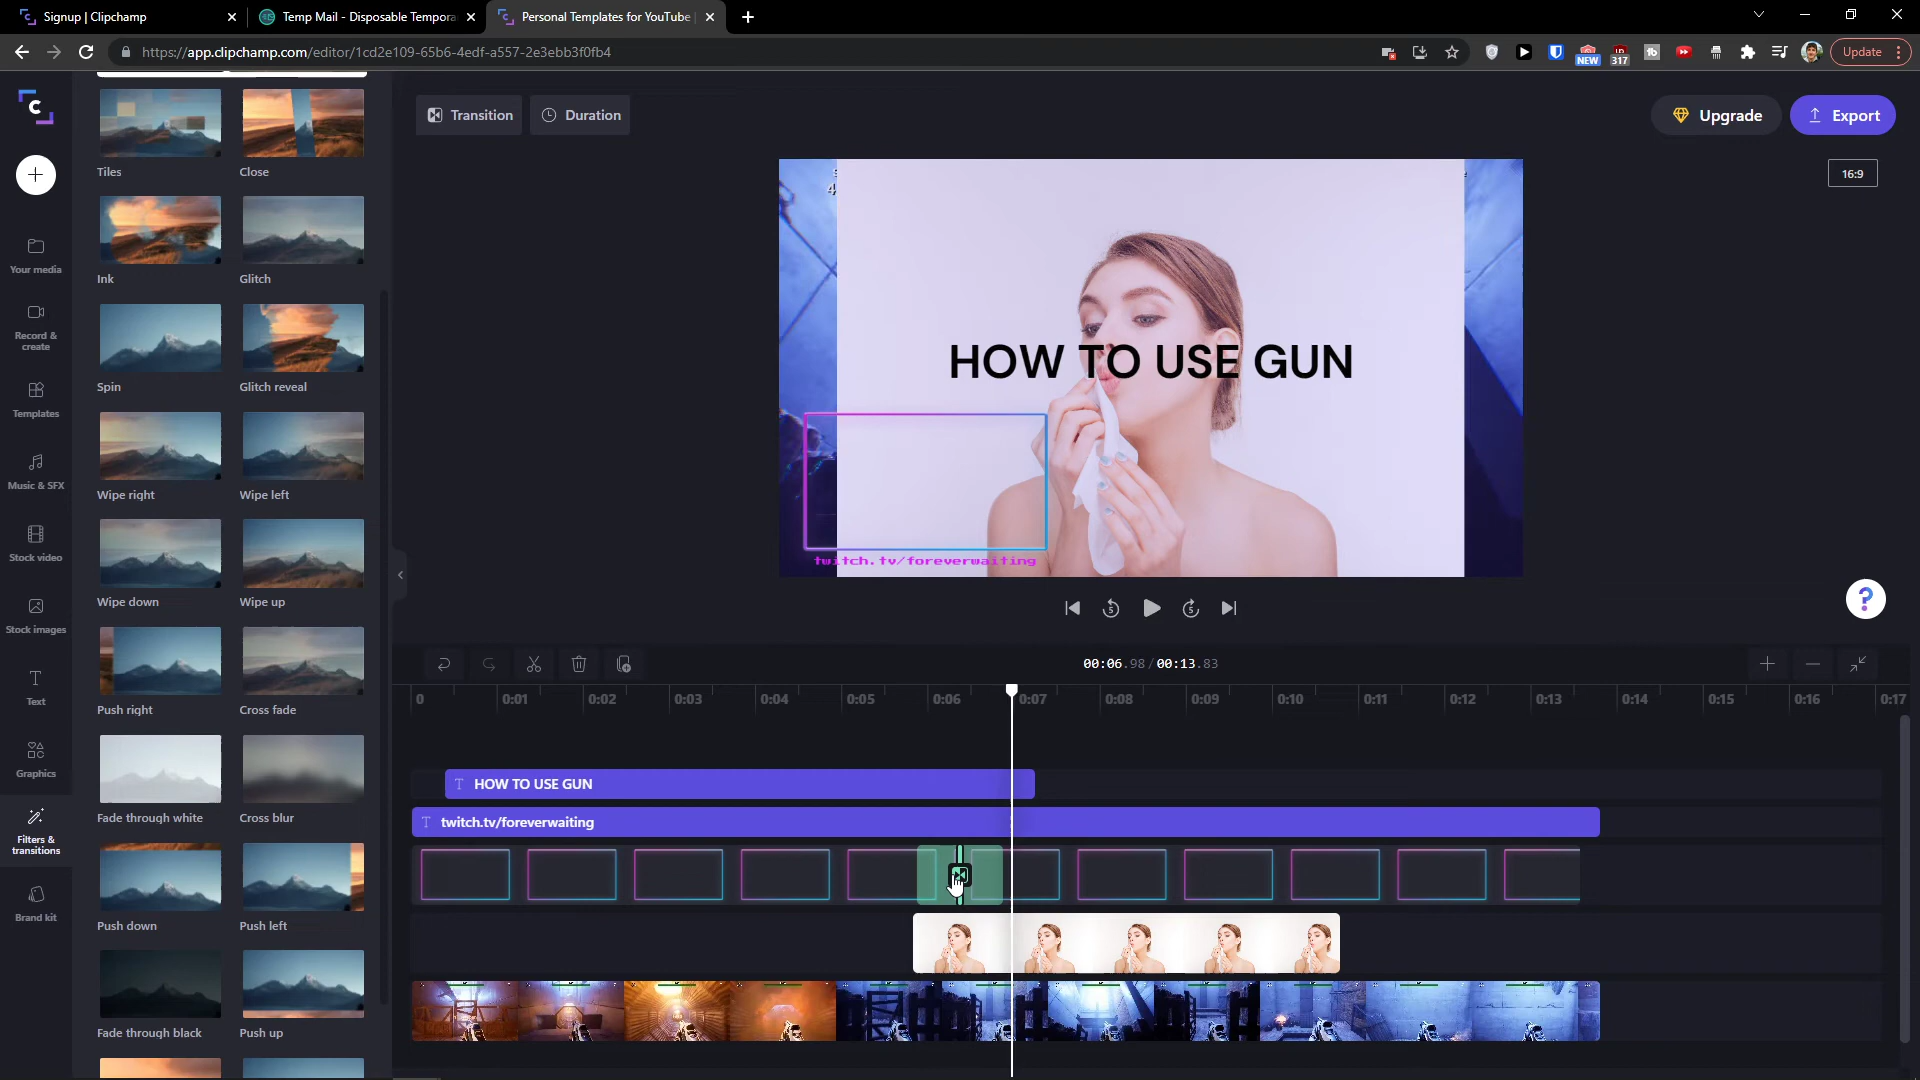 Signup | Clipchamp
Temp Mail - Disposable Tempora
Personal Templates for YouTube
https://app.clipchamp.com/editor/1cd2e109-65b6-4edf-a557-2e3ebb3f0fb4
NEW
317
Update
Your media
Record &
create
Templates
Music & SFX
Stock video
Stock images
T
Text
Graphics
Filters &
transitions
Brand kit
Tiles
Close
Ink
Glitch
Spin
Glitch reveal
Wipe right
Wipe left
Wipe down
Wipe up
Push right
Cross fade
Fade through white
Cross blur
Push down
Push left
Fade through black
Push up
Transition
Duration
Upgrade
Export
16:9
HOW TO USE GUN
twitch.tv/foreverwaiting
5
5
?
00:06.98/00:13.83
0
0:01
0:02
0:03
0:04
0:05
0:06
0:07
0:08
0:09
0:10
0:11
0:12
0:13
0:14
0:15
0:16
0:17
T HOW TO USE GUN
T twitch.tv/foreverwaiting